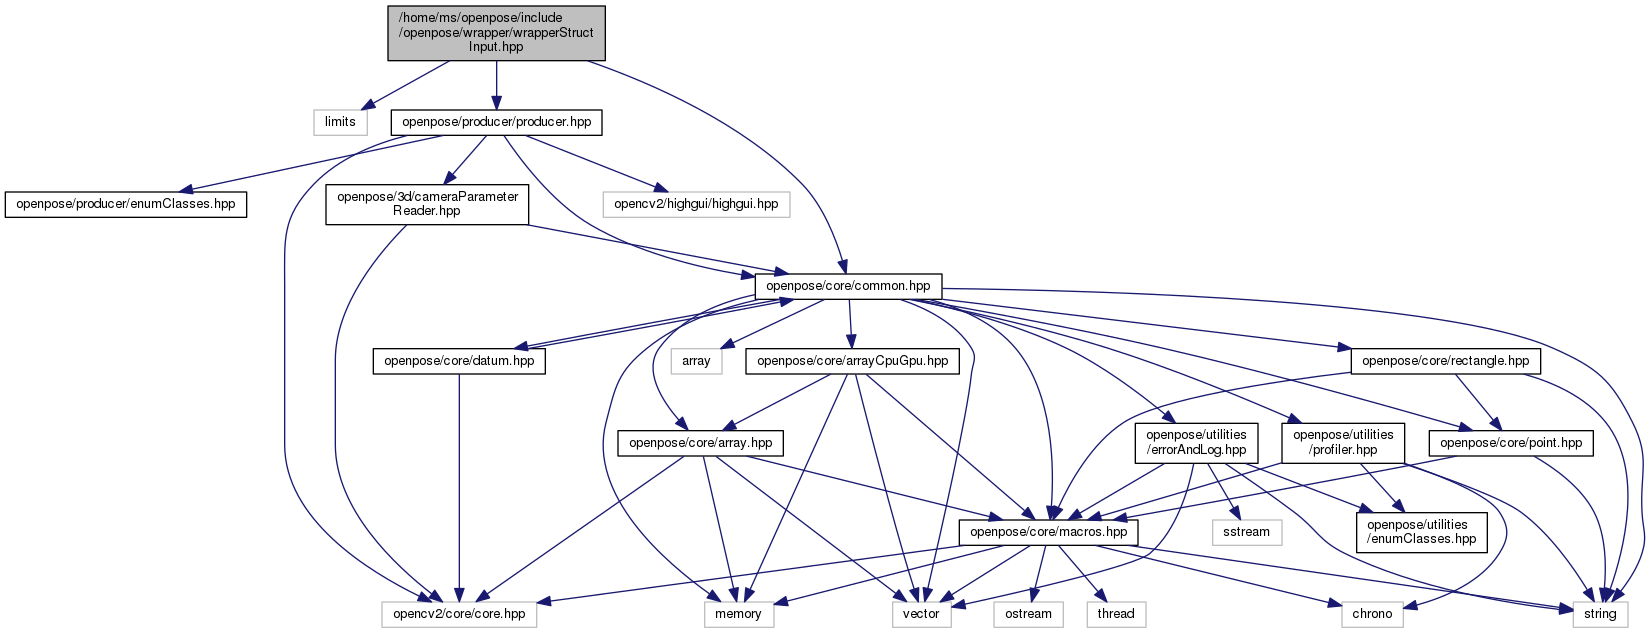 /home/ms/openpose/include
/openpose/wrapper/wrapperStruct
Input.hpp
limits
openpose/producer/producer.hpp
openpose/producer/enumClasses.hpp
openpose/3d/cameraParameter
Reader.hpp
opencv2/highgui/highgui.hpp
openpose/core/common.hpp
openpose/core/datum.hpp
array
openpose/core/arrayCpuGpu.hpp
openpose/core/rectangle.hpp
openpose/core/array.hpp
openpose/utilities
/errorAndLog.hpp
openpose/utilities
/profiler.hpp
openpose/core/point.hpp
openpose/core/macros.hpp
sstream
openpose/utilities
/enumClasses.hpp
opencv2/core/core.hpp
memory
vector
ostream
thread
chrono
string